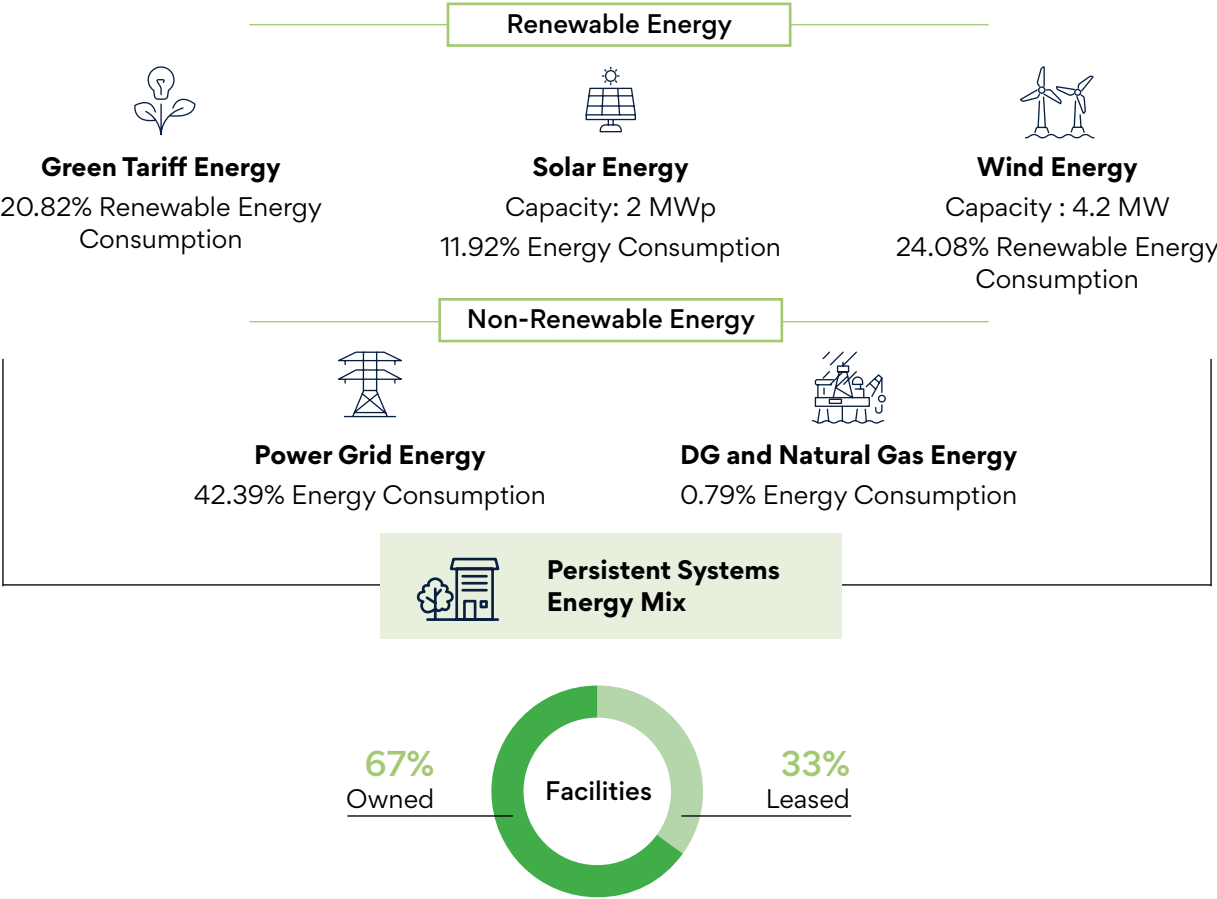 Renewable Energy
Green Tariff Energy
20.82% Renewable Energy
Consumption
Solar Energy
Capacity: 2 MWp
11.92% Energy Consumption
Wind Energy
Capacity : 4.2 MW
24.08% Renewable Energy
Consumption
Non-Renewable Energy
Power Grid Energy
42.39% Energy Consumption
DG and Natural Gas Energy
0.79% Energy Consumption
Persistent Systems
Energy Mix
67%
Owned
Facilities
33%
Leased